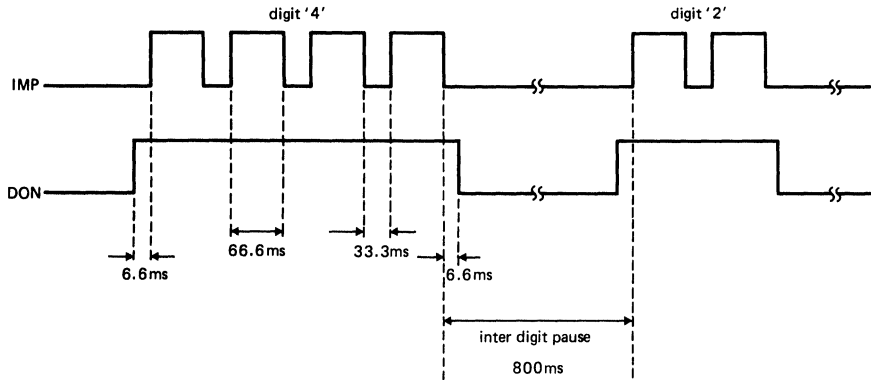 digit '4'
digit '2'
IMP
DON
6.6ms
66.6ms
33.3ms
6.6ms
inter digit pause
800ms